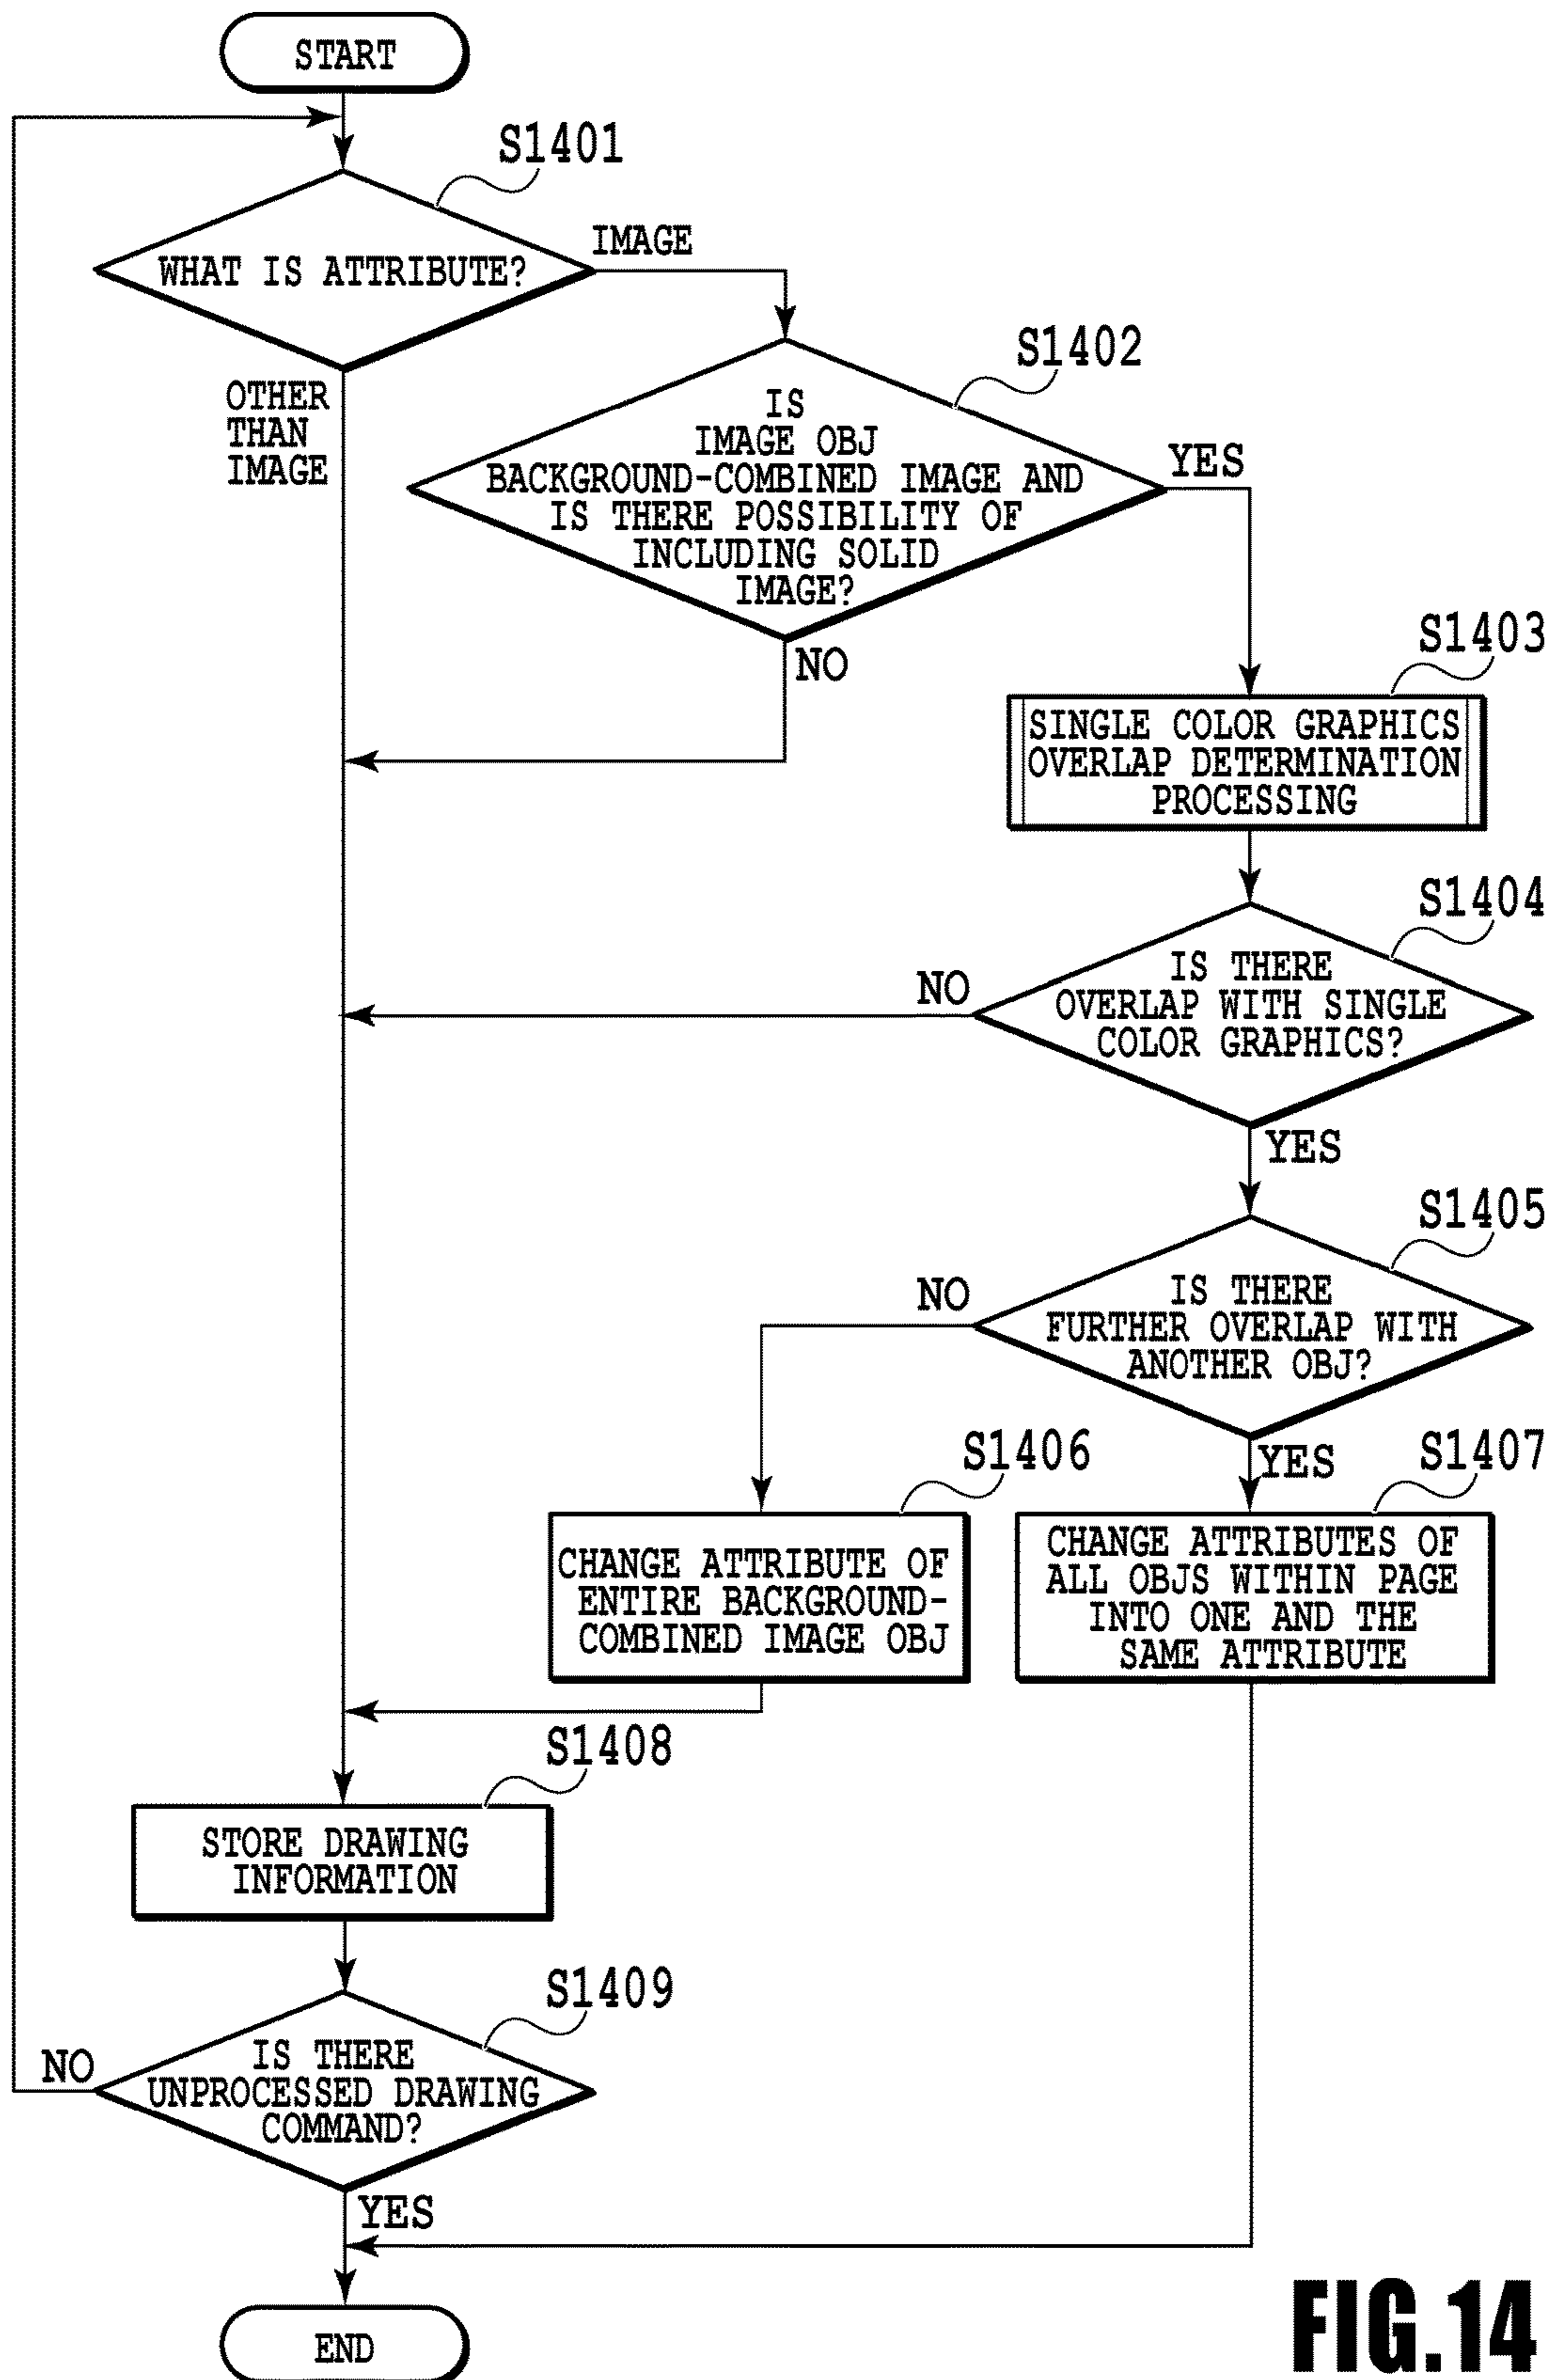 START
S1401
WHAT IS ATTRIBUTE?
IMAGE
OTHER
THAN
IMAGE
S1402
IS
IMAGE OBJ
BACKGROUND-COMBINED IMAGE AND
IS THERE POSSIBILITY OF
INCLUDING SOLID
IMAGE?
YES
NO
S1403
SINGLE COLOR GRAPHICS
OVERLAP DETERMINATION
PROCESSING
S1404
IS THERE
OVERLAP WITH SINGLE
COLOR GRAPHICS?
NO
YES
S1405
IS THERE
FURTHER OVERLAP WITH
ANOTHER OBJ?
NO
YES
S1406
CHANGE ATTRIBUTE OF
ENTIRE BACKGROUND-
COMBINED IMAGE OBJ
S1407
CHANGE ATTRIBUTES OF
ALL OBJS WITHIN PAGE
INTO ONE AND THE
SAME ATTRIBUTE
S1408
STORE DRAWING
INFORMATION
S1409
IS THERE
UNPROCESSED DRAWING
COMMAND?
NO
YES
END
FIG.14